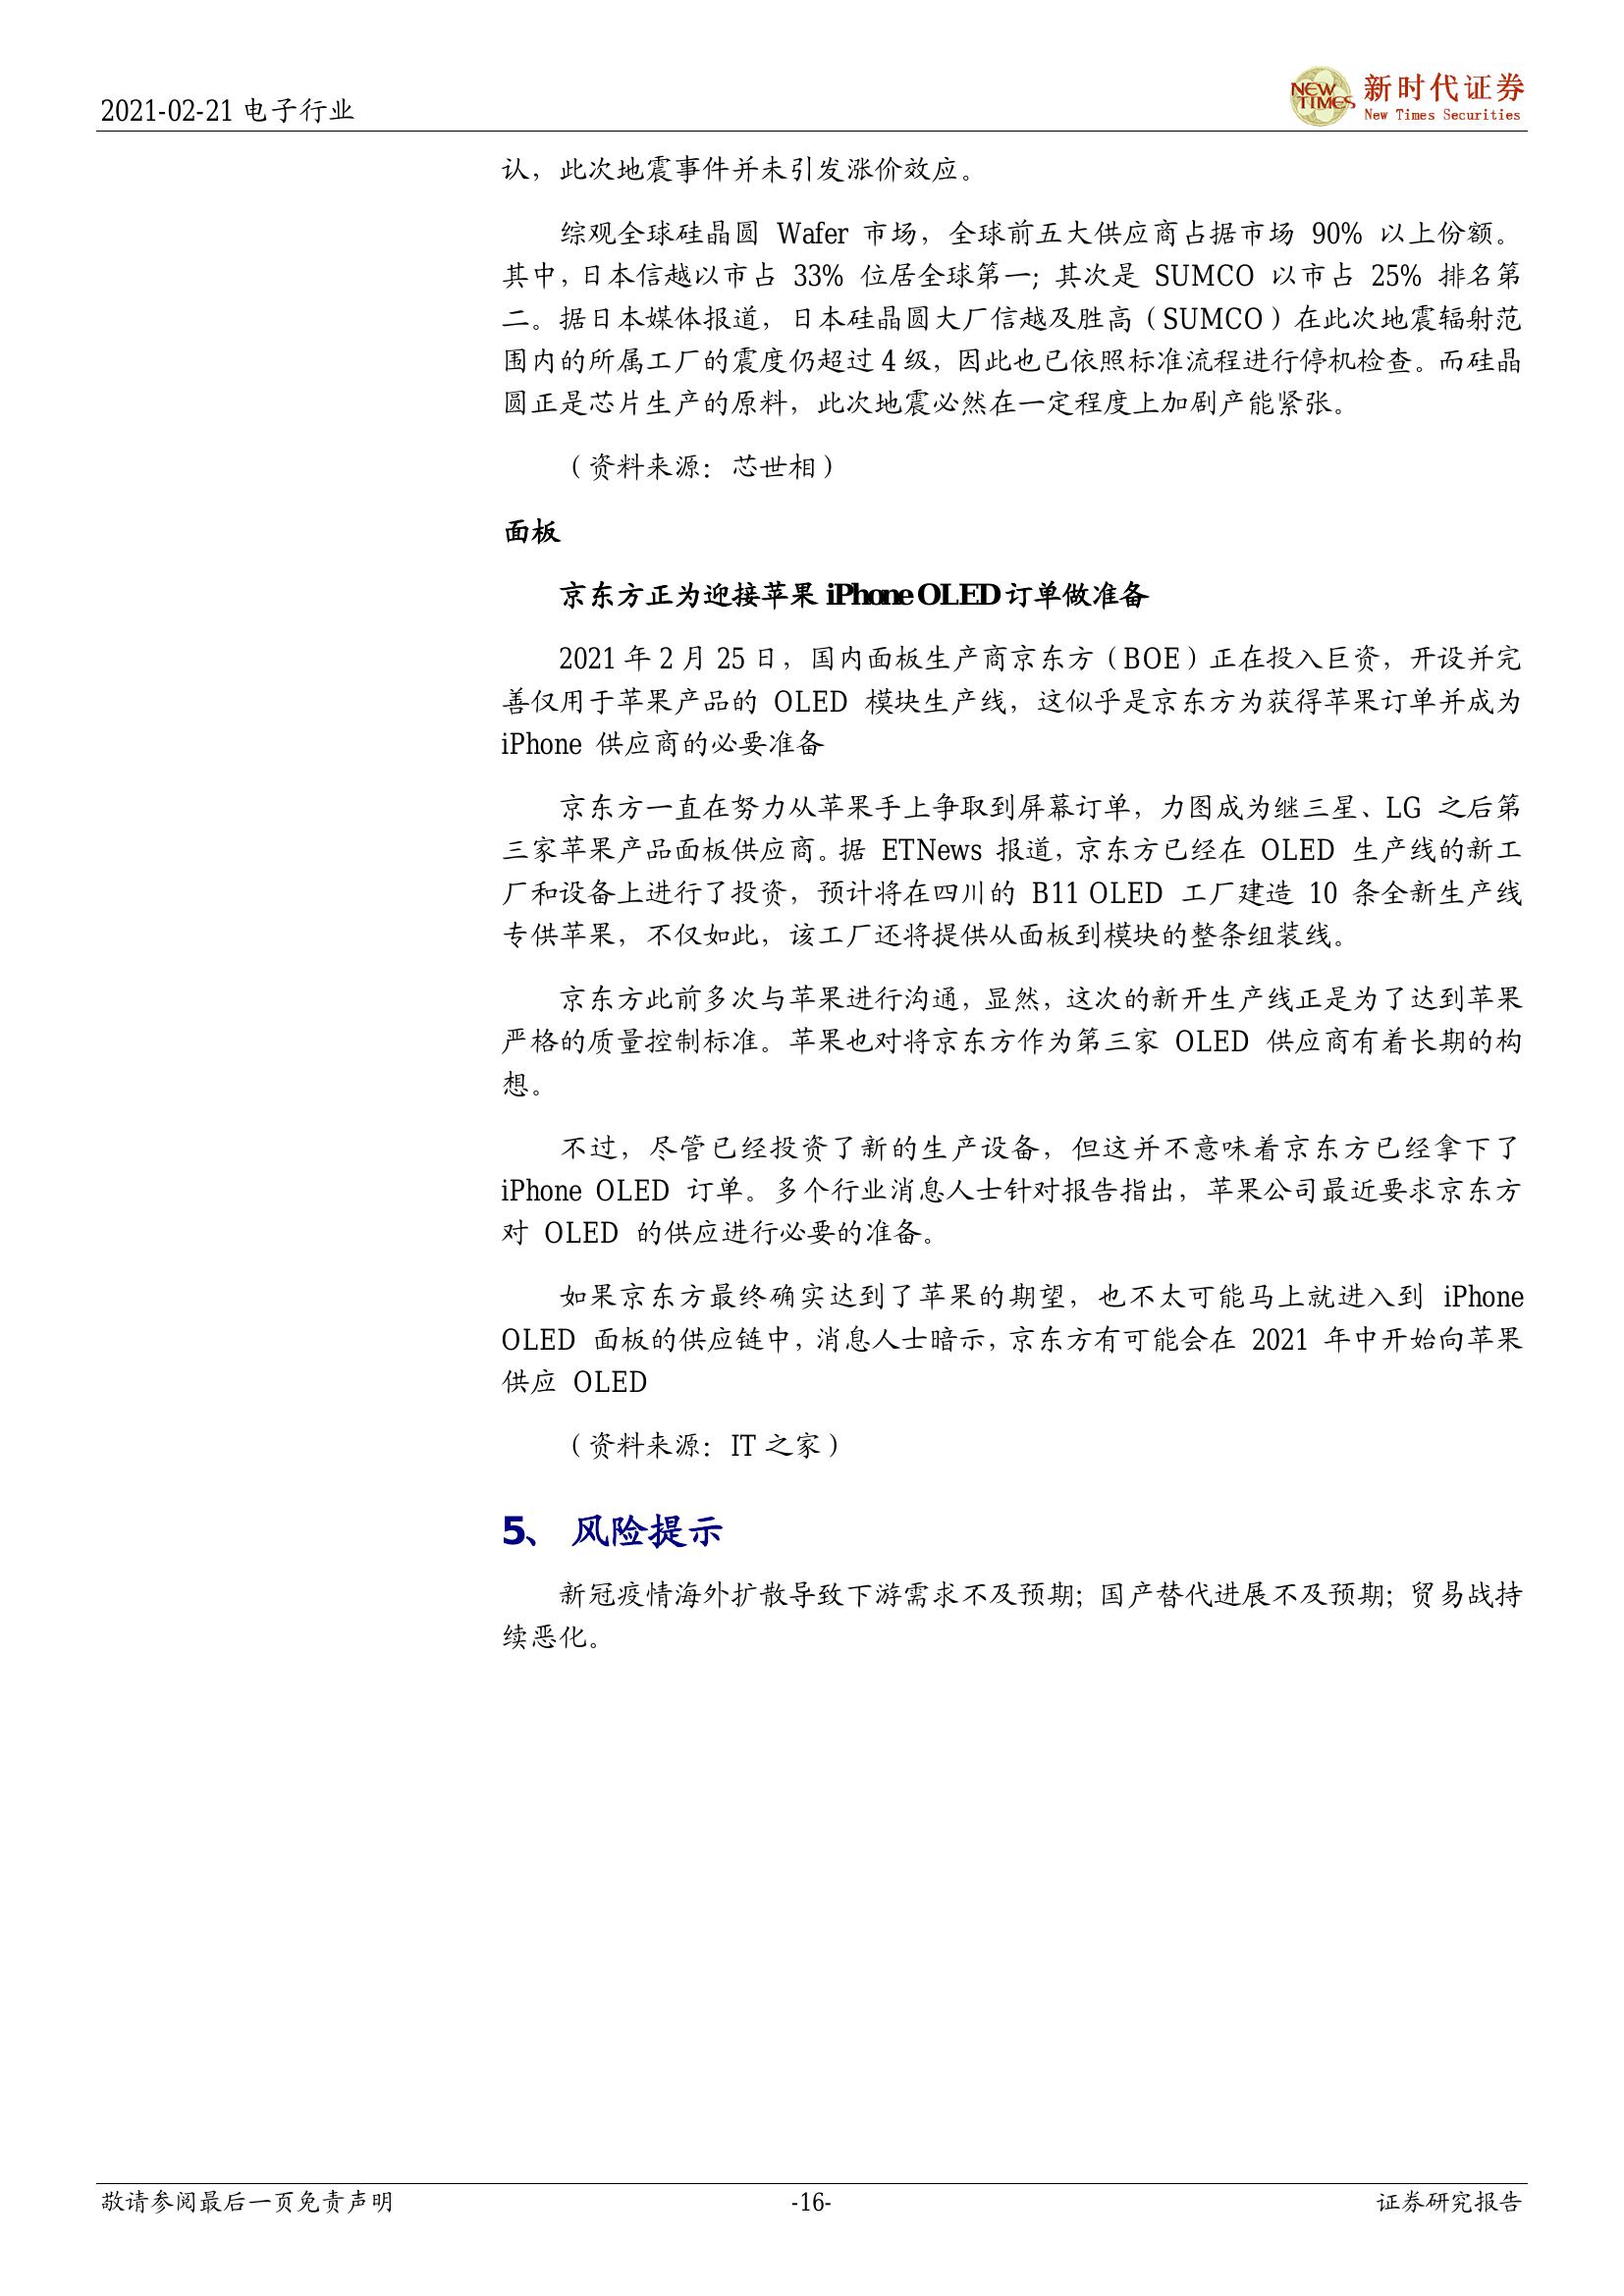 2021-02-21 电子行业
NEW TIMES
新时代证券
New Times Securities
认，此次地震事件并未引发涨价效应。
综观全球硅晶圆 Wafer 市场，全球前五大供应商占据市场 90% 以上份额。
其中，日本信越以市占 33% 位居全球第一；其次是 SUMCO 以市占 25% 排名第
二。据日本媒体报道，日本硅晶圆大厂信越及胜高（SUMCO）在此次地震辐射范
围内的所属工厂的震度仍超过 4 级，因此也已依照标准流程进行停机检查。而硅晶
圆正是芯片生产的原料，此次地震必然在一定程度上加剧产能紧张。
（资料来源：芯世相）
面板
京东方正为迎接苹果 iPhone OLED 订单做准备
2021 年 2 月 25 日，国内面板生产商京东方（BOE）正在投入巨资，开设并完
善仅用于苹果产品的 OLED 模块生产线，这似乎是京东方为获得苹果订单并成为
iPhone 供应商的必要准备
京东方一直在努力从苹果手上争取到屏幕订单，力图成为继三星、LG 之后第
三家苹果产品面板供应商。据 ETNews 报道，京东方已经在 OLED 生产线的新工
厂和设备上进行了投资，预计将在四川的 B11 OLED 工厂建造 10 条全新生产线
专供苹果，不仅如此，该工厂还将提供从面板到模块的整条组装线。
京东方此前多次与苹果进行沟通，显然，这次的新开生产线正是为了达到苹果
严格的质量控制标准。苹果也对将京东方作为第三家 OLED 供应商有着长期的构
想。
不过，尽管已经投资了新的生产设备，但这并不意味着京东方已经拿下了
iPhone OLED 订单。多个行业消息人士针对报告指出，苹果公司最近要求京东方
对 OLED 的供应进行必要的准备。
如果京东方最终确实达到了苹果的期望，也不太可能马上就进入到 iPhone
OLED 面板的供应链中，消息人士暗示，京东方有可能会在 2021 年中开始向苹果
供应 OLED
（资料来源：IT 之家）
5、 风险提示
新冠疫情海外扩散导致下游需求不及预期；国产替代进展不及预期；贸易战持
续恶化。
敬请参阅最后一页免责声明
-16-
证券研究报告